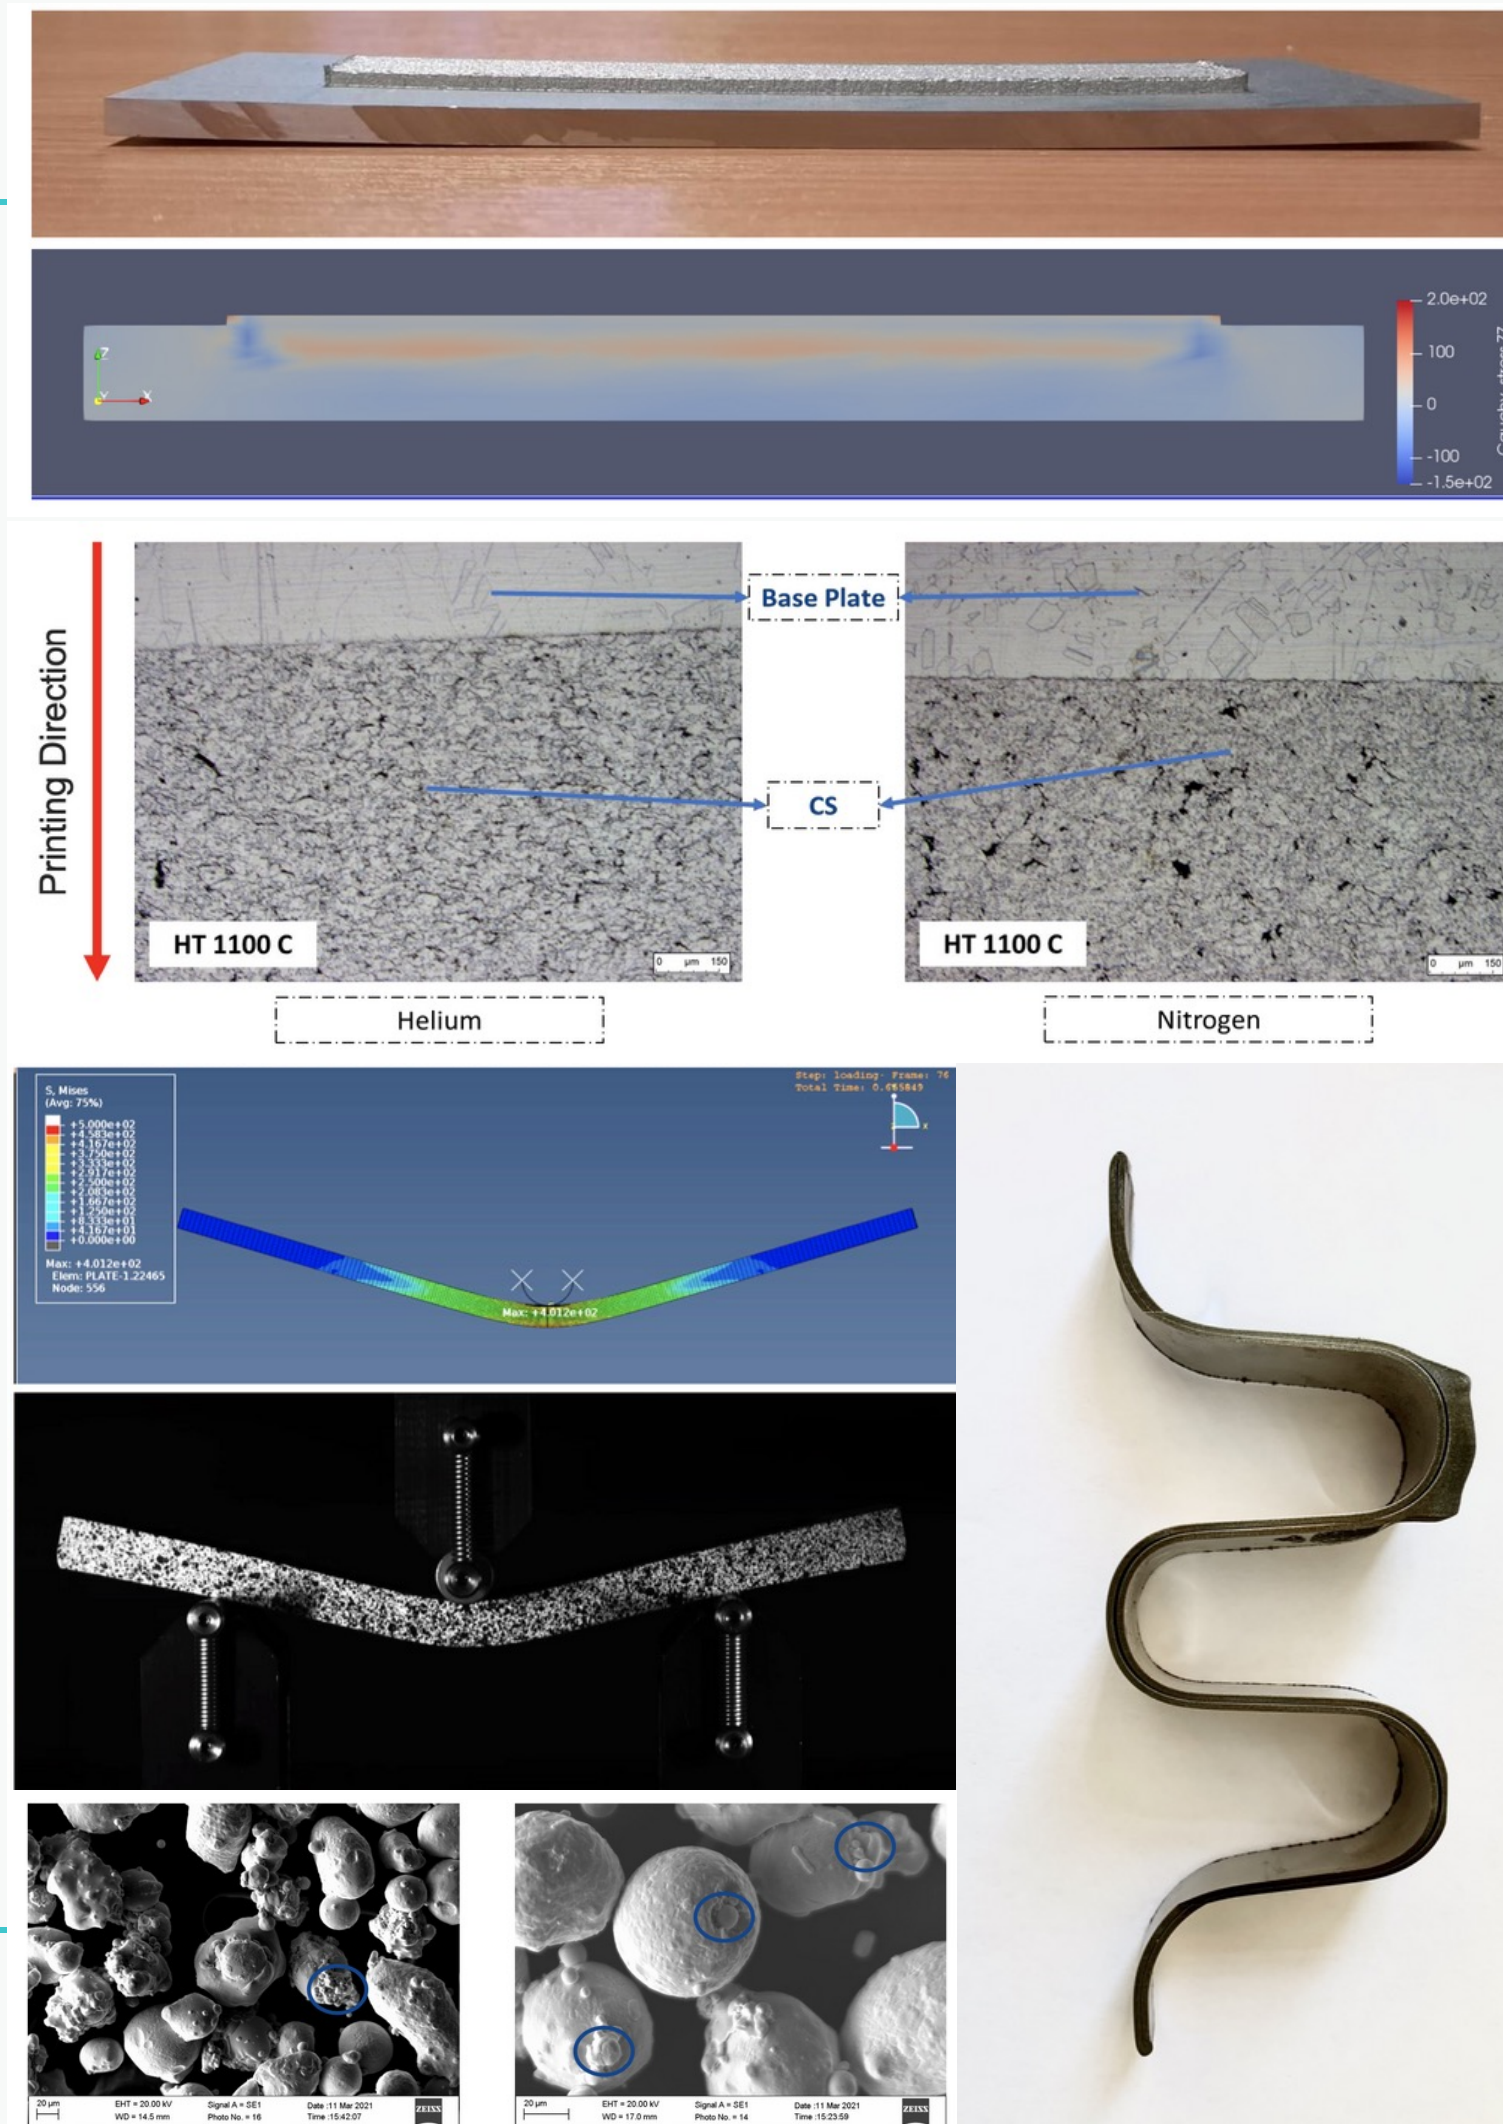 2.0e+02
100
0
-100
-1.5e+02
Z
Y
X
Printing Direction
Base Plate
CS
HT 1100 C
0 µm 150
HT 1100 C
0 µm 150
Helium
Nitrogen
S, Mises
(Avg: 75%)
+5.000e+02
+4.583e+02
+4.167e+02
+3.750e+02
+3.333e+02
+2.917e+02
+2.500e+02
+2.083e+02
+1.667e+02
+1.250e+02
+8.333e+01
+4.167e+01
+0.000e+00
Max: +4.012e+02
Elem: PLATE-1.22465
Node: 556
Step: loading Frame: 76
Total Time: 0.665849
x
Max: +4.012e+02
20 µm
EHT = 20.00 kV
WD = 14.5 mm
Signal A = SE1
Photo No. = 16
Date :11 Mar 2021
Time :15:42:07
ZEISS
20 µm
EHT = 20.00 kV
WD = 17.0 mm
Signal A = SE1
Photo No. = 14
Date :11 Mar 2021
Time :15:23:59
ZEISS